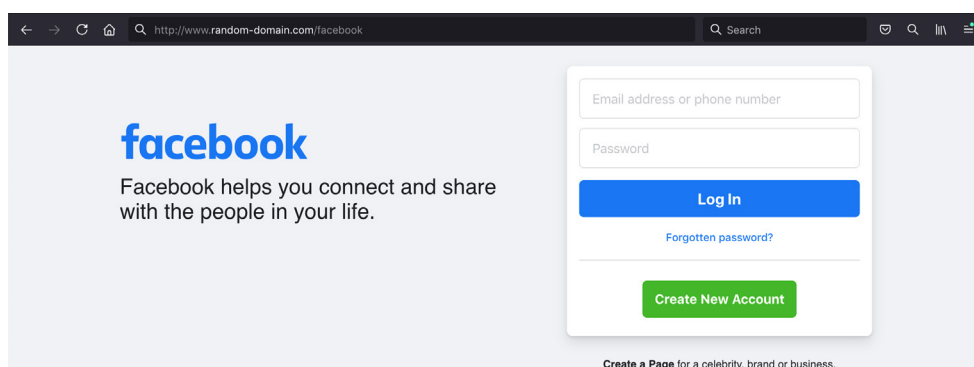 http://www.random-domain.com/facebook
Search
facebook
Facebook helps you connect and share
with the people in your life.
Email address or phone number
Password
Log In
Forgotten password?
Create New Account
Create a Page for a celebrity, brand or business.